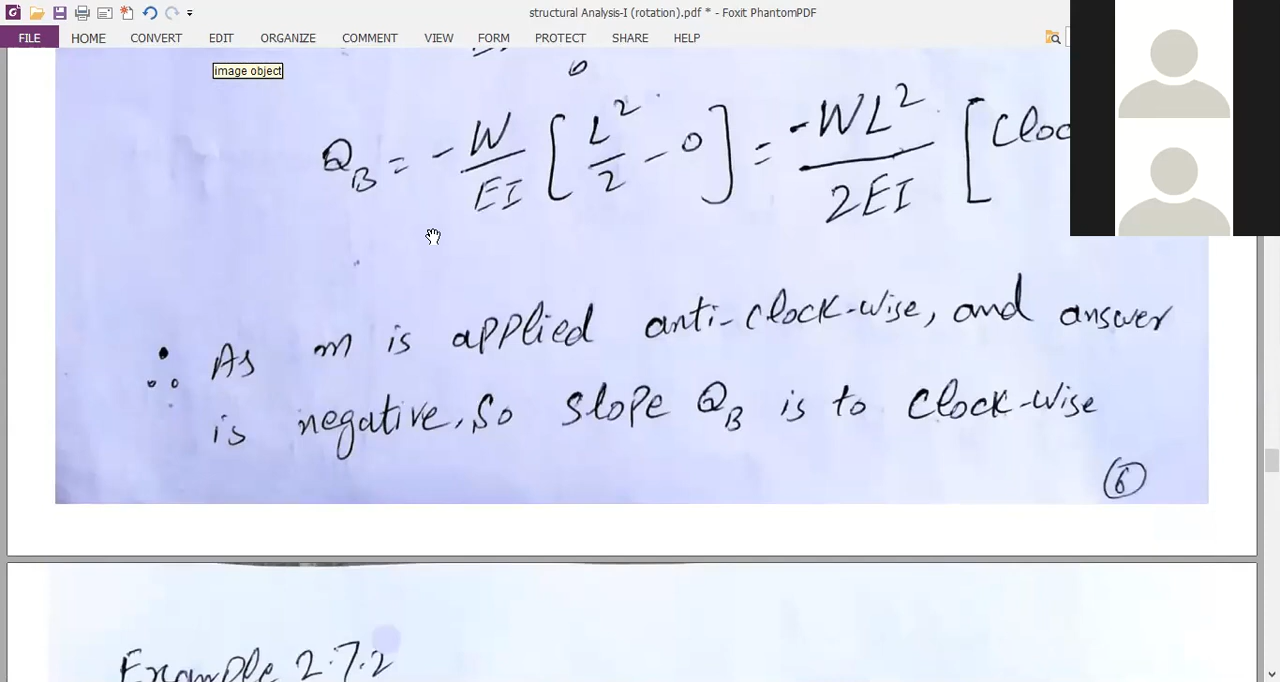 structural Analysis-I (rotation).pdf * - Foxit PhantomPDF
FILE HOME CONVERT EDIT ORGANIZE COMMENT VIEW FORM PROTECT SHARE HELP
image object
Q_B = -W/EI [L²/2 - 0] = -WL²/2EI [Cloc
∴ As m is applied anti-clock-wise, and answer
is negative, So slope Q_B is to clock-wise
6
Example 2.7.2